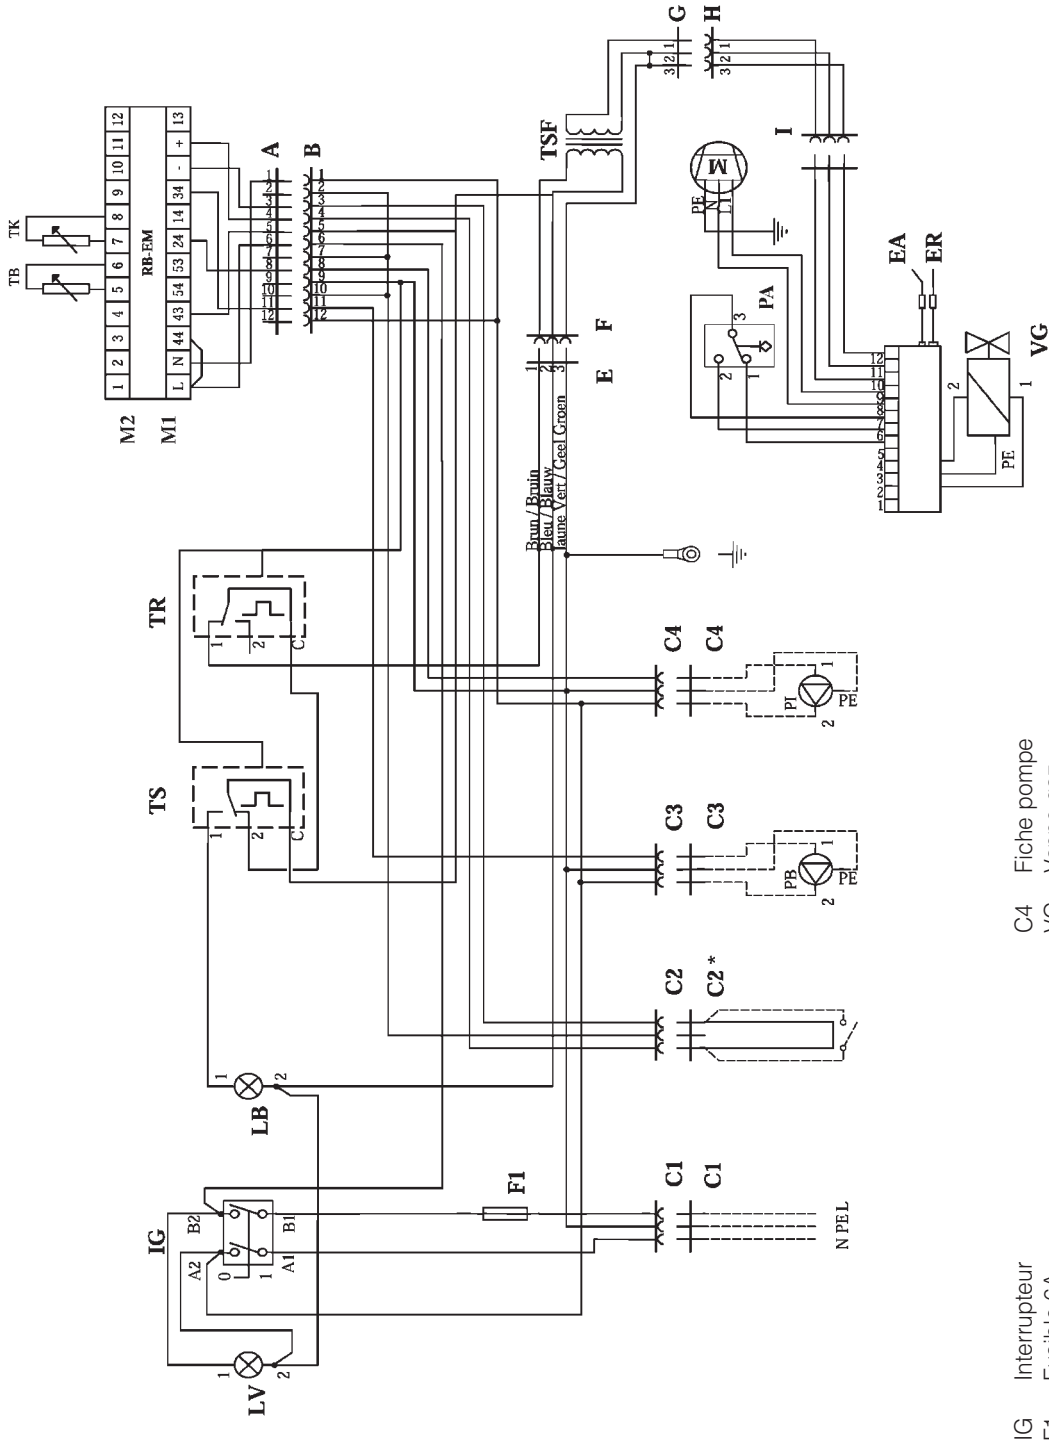 TK
TB
1 2 3 4 5 6 7 8 9 10 11 12
M2
RB-EM
M1
L N 44 43 54 53 24 14 34 - + 13
A
12 11 10 9 8 7 6 5 4 3 2 1
B
12 11 10 9 8 7 6 5 4 3 2 1
TR
1
2
C
TS
1
2
C
LB
1
2
IG
B2
A2
B1
A1
0
1
LV
1
2
F1
TSF
G
3 2 1
H
3 2 1
I
F
E
1
2
3
Brun / Bruin
Bleu / Blauw
Jaune Vert / Geel Groen
M
PE
N
L1
PA
3
2
1
EA
ER
VG
2
1
PE
1 2 3 4 5 6 7 8 9 10 11 12
C4
C4
PI
1
2
PE
C3
C3
PB
1
2
PE
C2
C2 *
C1
C1
N PE L
IG Interrupteur
C4 Fiche pompe